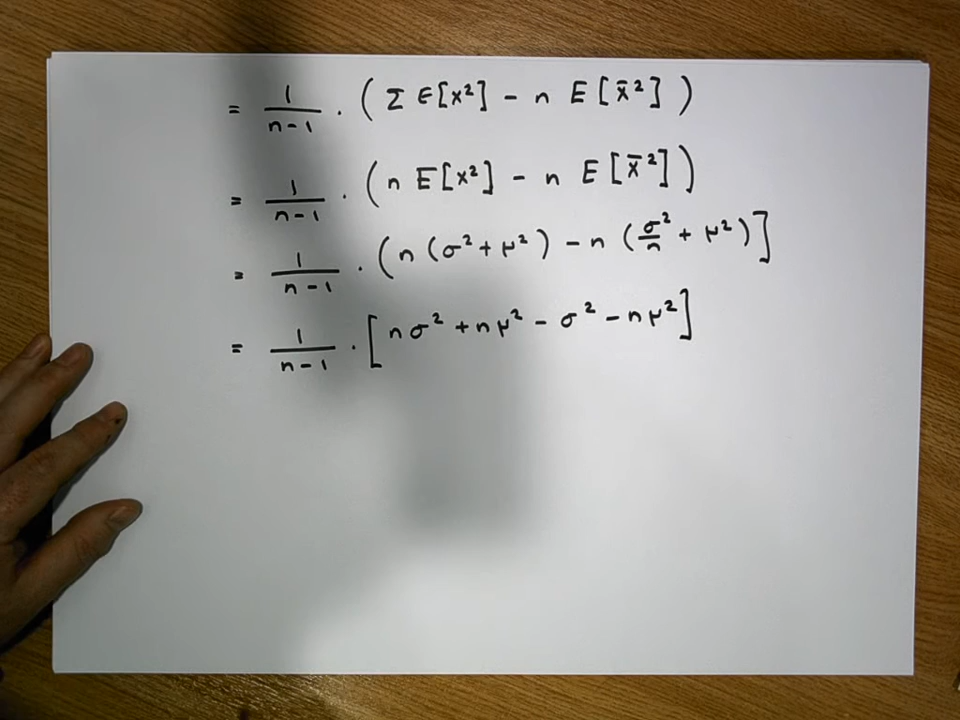 = 1/(n-1) · ( Σ E[x²] - n E[x̄²] )
= 1/(n-1) · ( n E[x²] - n E[x̄²] )
= 1/(n-1) · ( n (σ² + μ²) - n (σ²/n + μ²) ]
= 1/(n-1) · [ nσ² + nμ² - σ² - nμ² ]